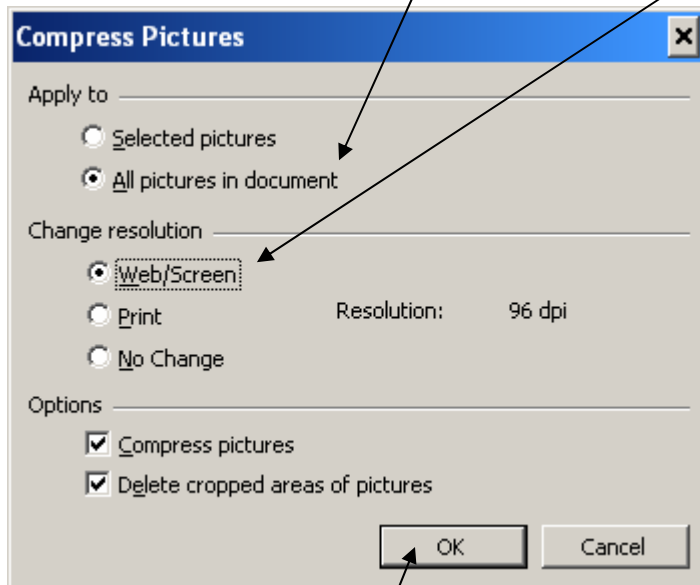 Compress Pictures
Apply to
Selected pictures
All pictures in document
Change resolution
Web/Screen
Print Resolution: 96 dpi
No Change
Options
Compress pictures
Delete cropped areas of pictures
OK Cancel